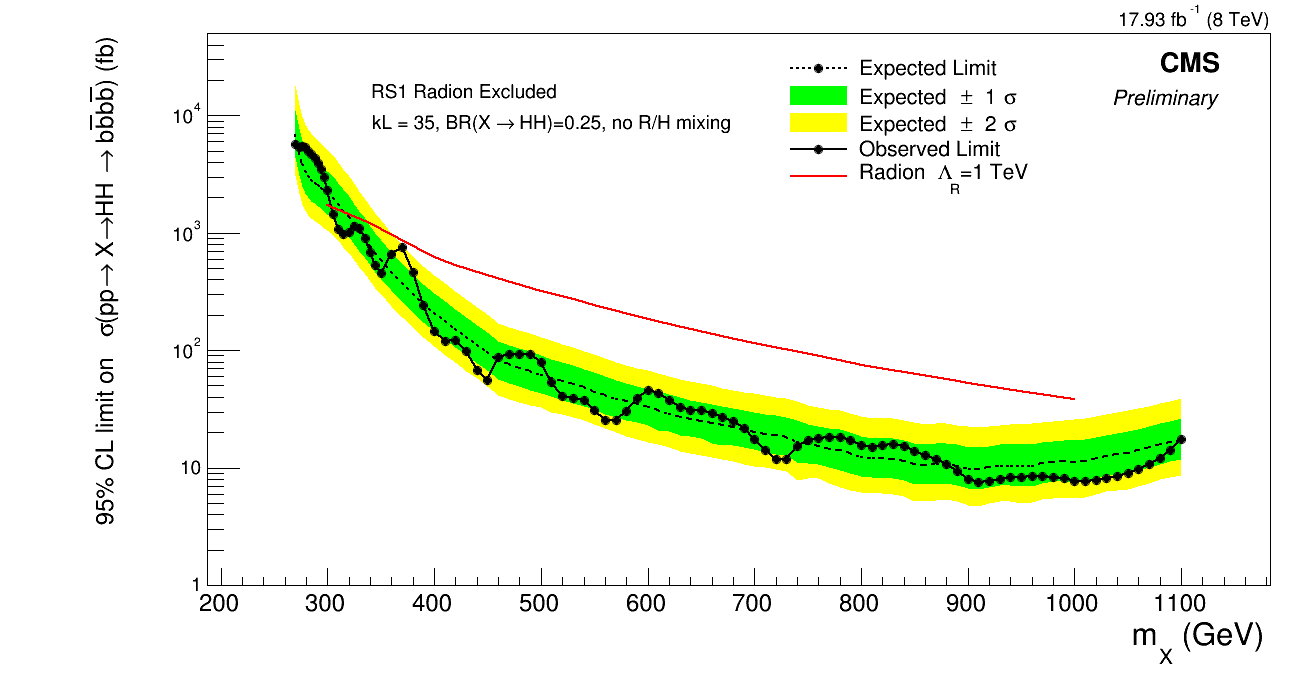 17.93 fb⁻¹ (8 TeV)
CMS
Preliminary
RS1 Radion Excluded
kL = 35, BR(X → HH)=0.25, no R/H mixing
Expected Limit
Expected ± 1 σ
Expected ± 2 σ
Observed Limit
Radion Λ_R=1 TeV
95% CL limit on σ(pp→ X→HH → bb̄bb̄) (fb)
10⁴
10³
10²
10
1
200 300 400 500 600 700 800 900 1000 1100
m_X (GeV)